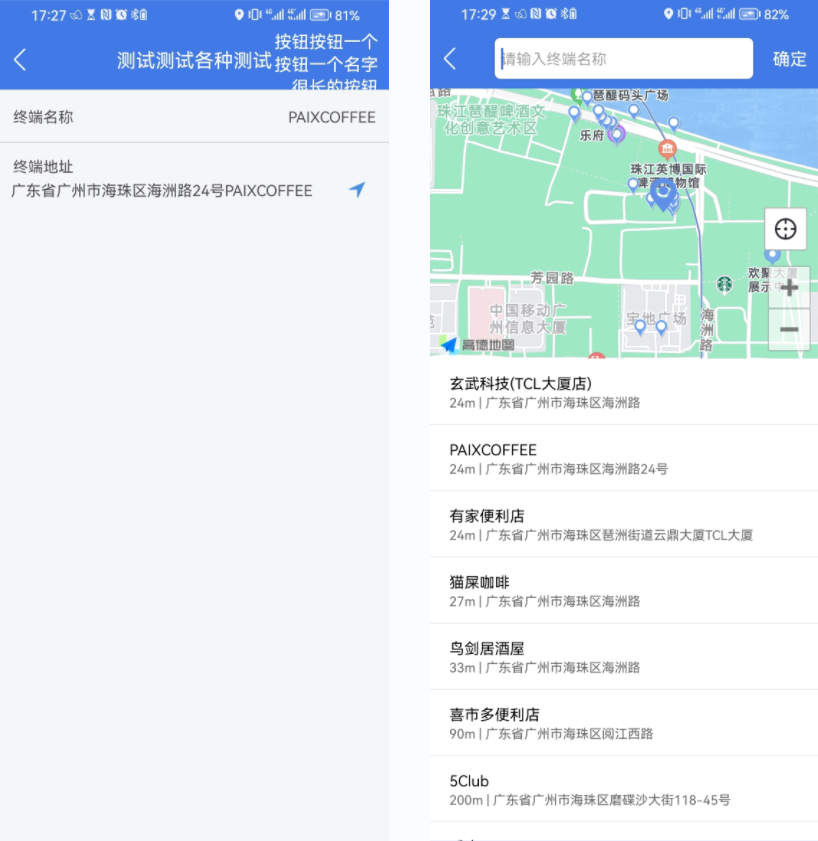 17:27
81%
测试测试各种测试
按钮按钮一个
按钮一个名字
很长的按钮
终端名称
PAIXCOFFEE
终端地址
广东省广州市海珠区海洲路24号PAIXCOFFEE
17:29
82%
请输入终端名称
确定
琶醍码头广场
珠江琶醍啤酒文
化创意艺术区
乐府
珠江英博国际
啤酒博物馆
欢聚大厦
芳园路
中国移动广
州信息大厦
宝地广场
海洲路
高德地图
玄武科技(TCL大厦店)
24m | 广东省广州市海珠区海洲路
PAIXCOFFEE
24m | 广东省广州市海珠区海洲路24号
有家便利店
24m | 广东省广州市海珠区琶洲街道云鼎大厦TCL大厦
猫屎咖啡
27m | 广东省广州市海珠区海洲路
鸟剑居酒屋
33m | 广东省广州市海珠区海洲路
喜市多便利店
90m | 广东省广州市海珠区阅江西路
5Club
200m | 广东省广州市海珠区磨碟沙大街118-45号